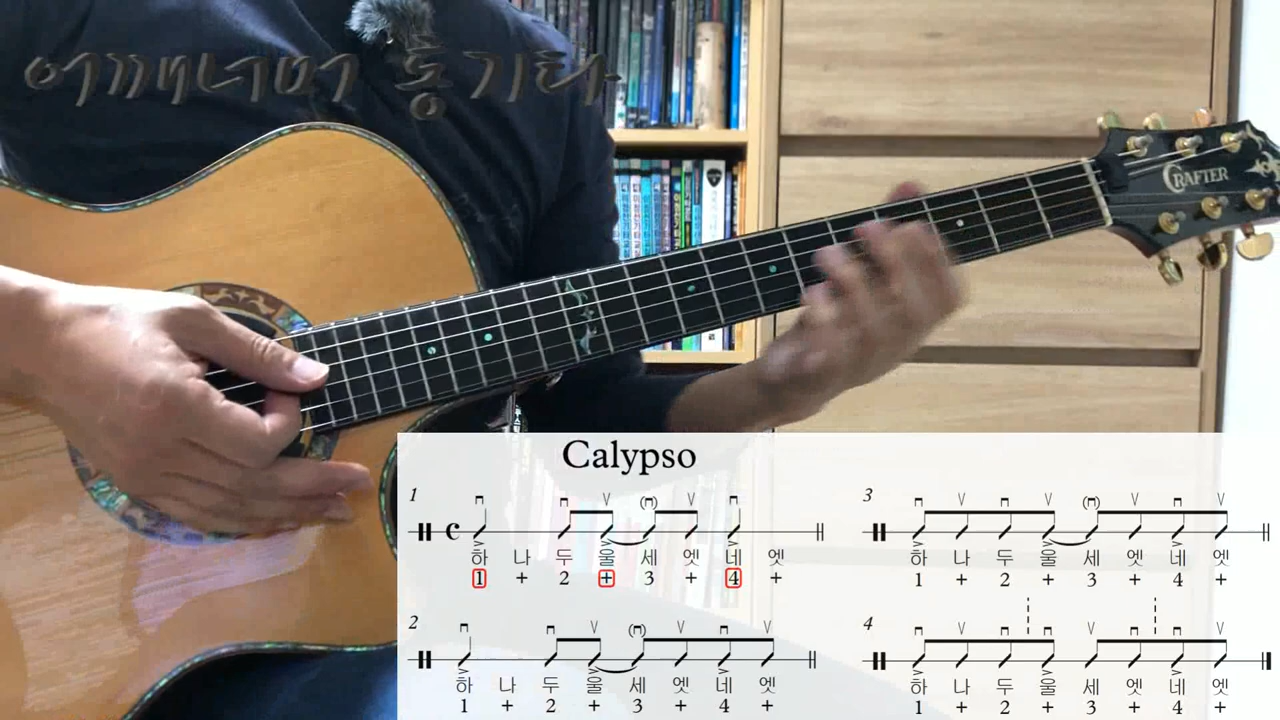 어깨너머 통기타
CRAFTER
Calypso
1
하 나 두 울 세 엣 네 엣
1 + 2 + 3 + 4 +
2
하 나 두 울 세 엣 네 엣
1 + 2 + 3 + 4 +
3
하 나 두 울 세 엣 네 엣
1 + 2 + 3 + 4 +
4
하 나 두 울 세 엣 네 엣
1 + 2 + 3 + 4 +